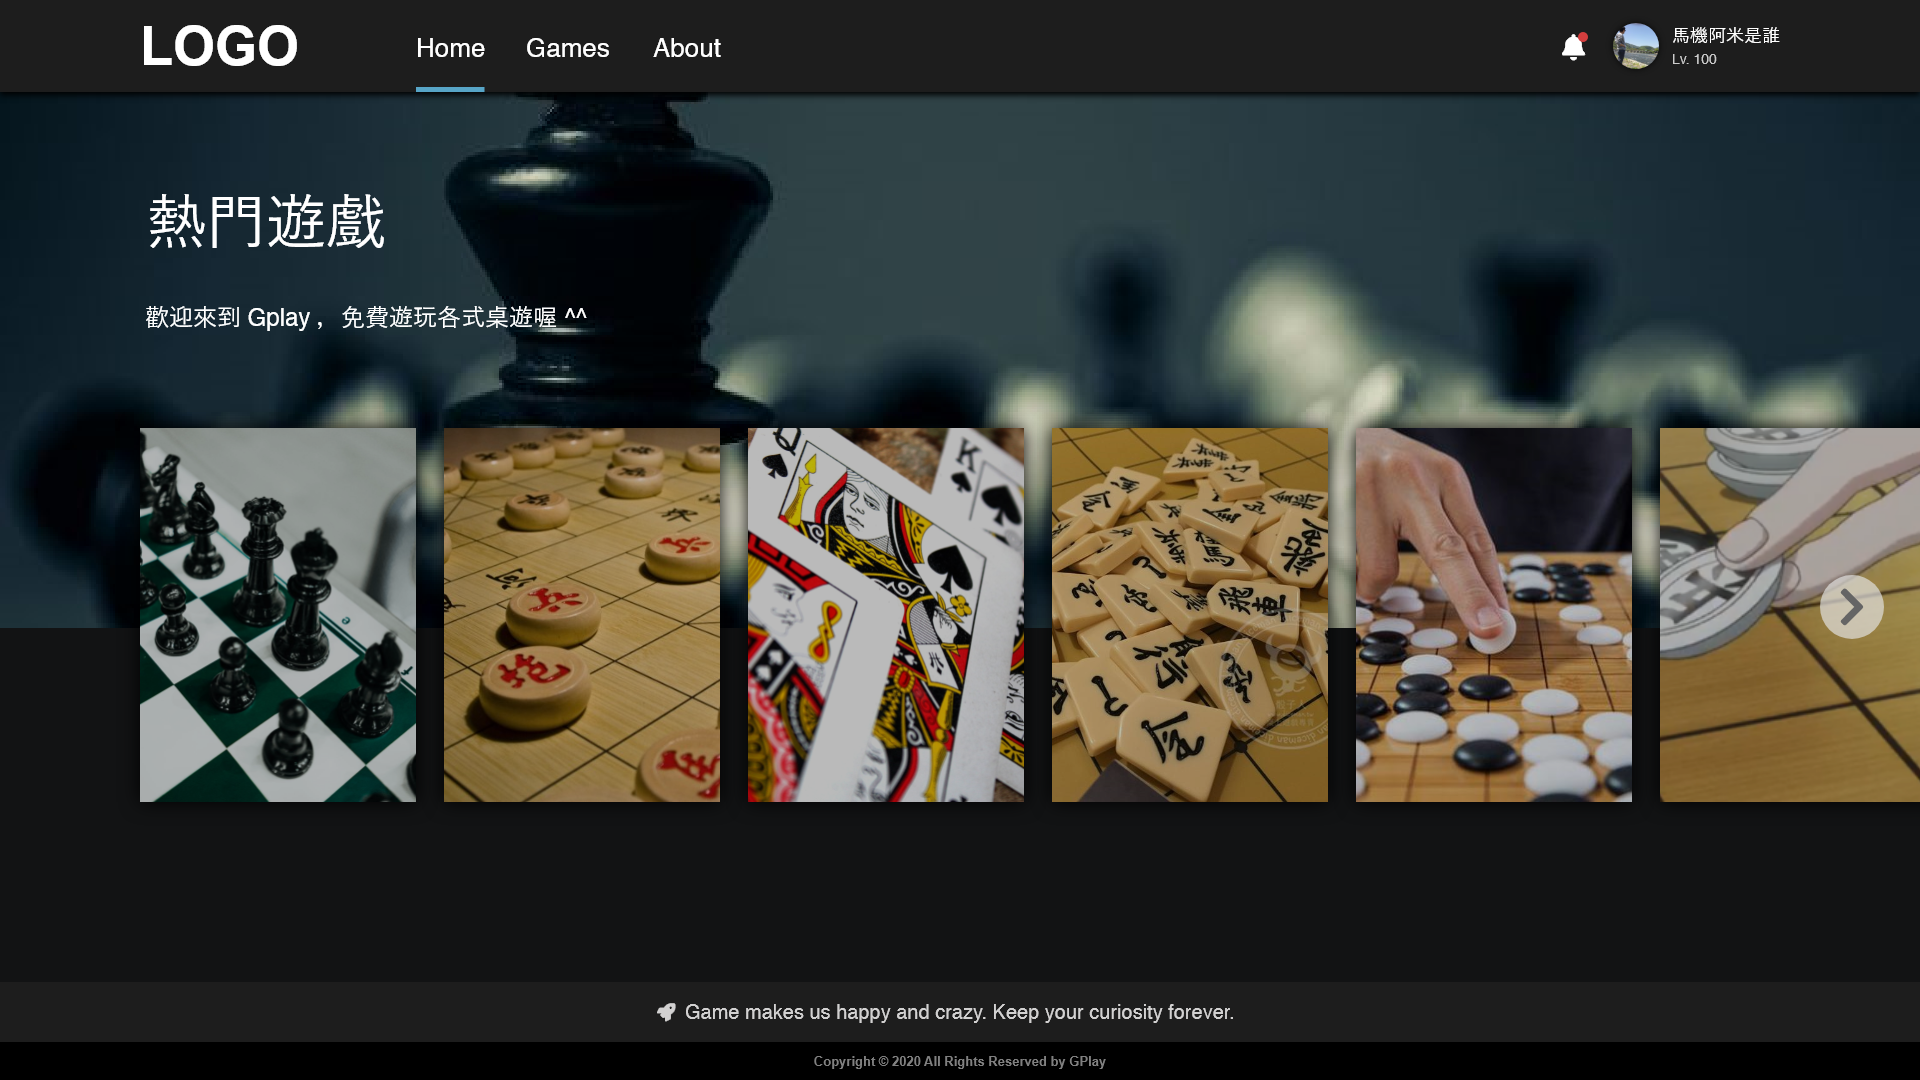 LOGO
Home
Games
About
馬機阿米是誰
Lv. 100
熱門遊戲
歡迎來到 Gplay， 免費遊玩各式桌遊喔 ^^
Q
K
飛車
Game makes us happy and crazy. Keep your curiosity forever.
Copyright © 2020 All Rights Reserved by GPlay